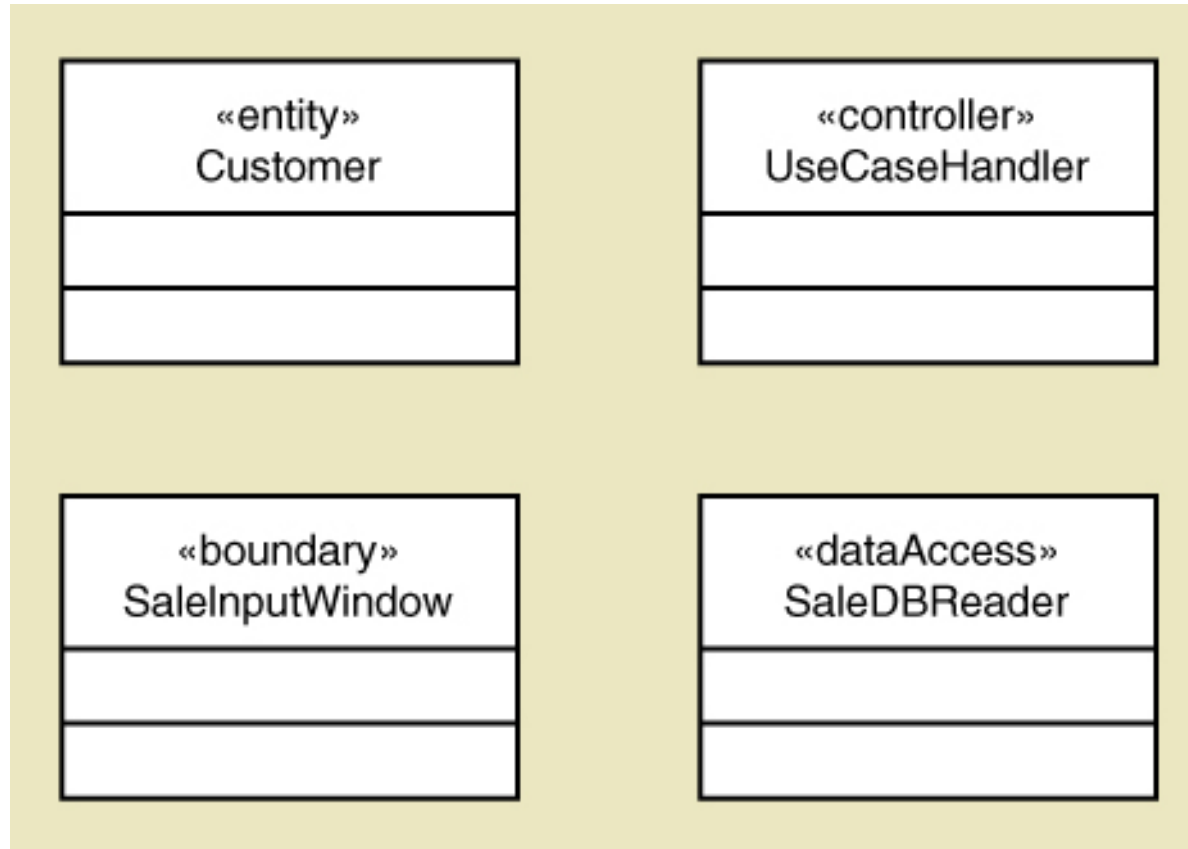 «entity»
Customer
«controller»
UseCaseHandler
«boundary»
SaleInputWindow
«dataAccess»
SaleDBReader